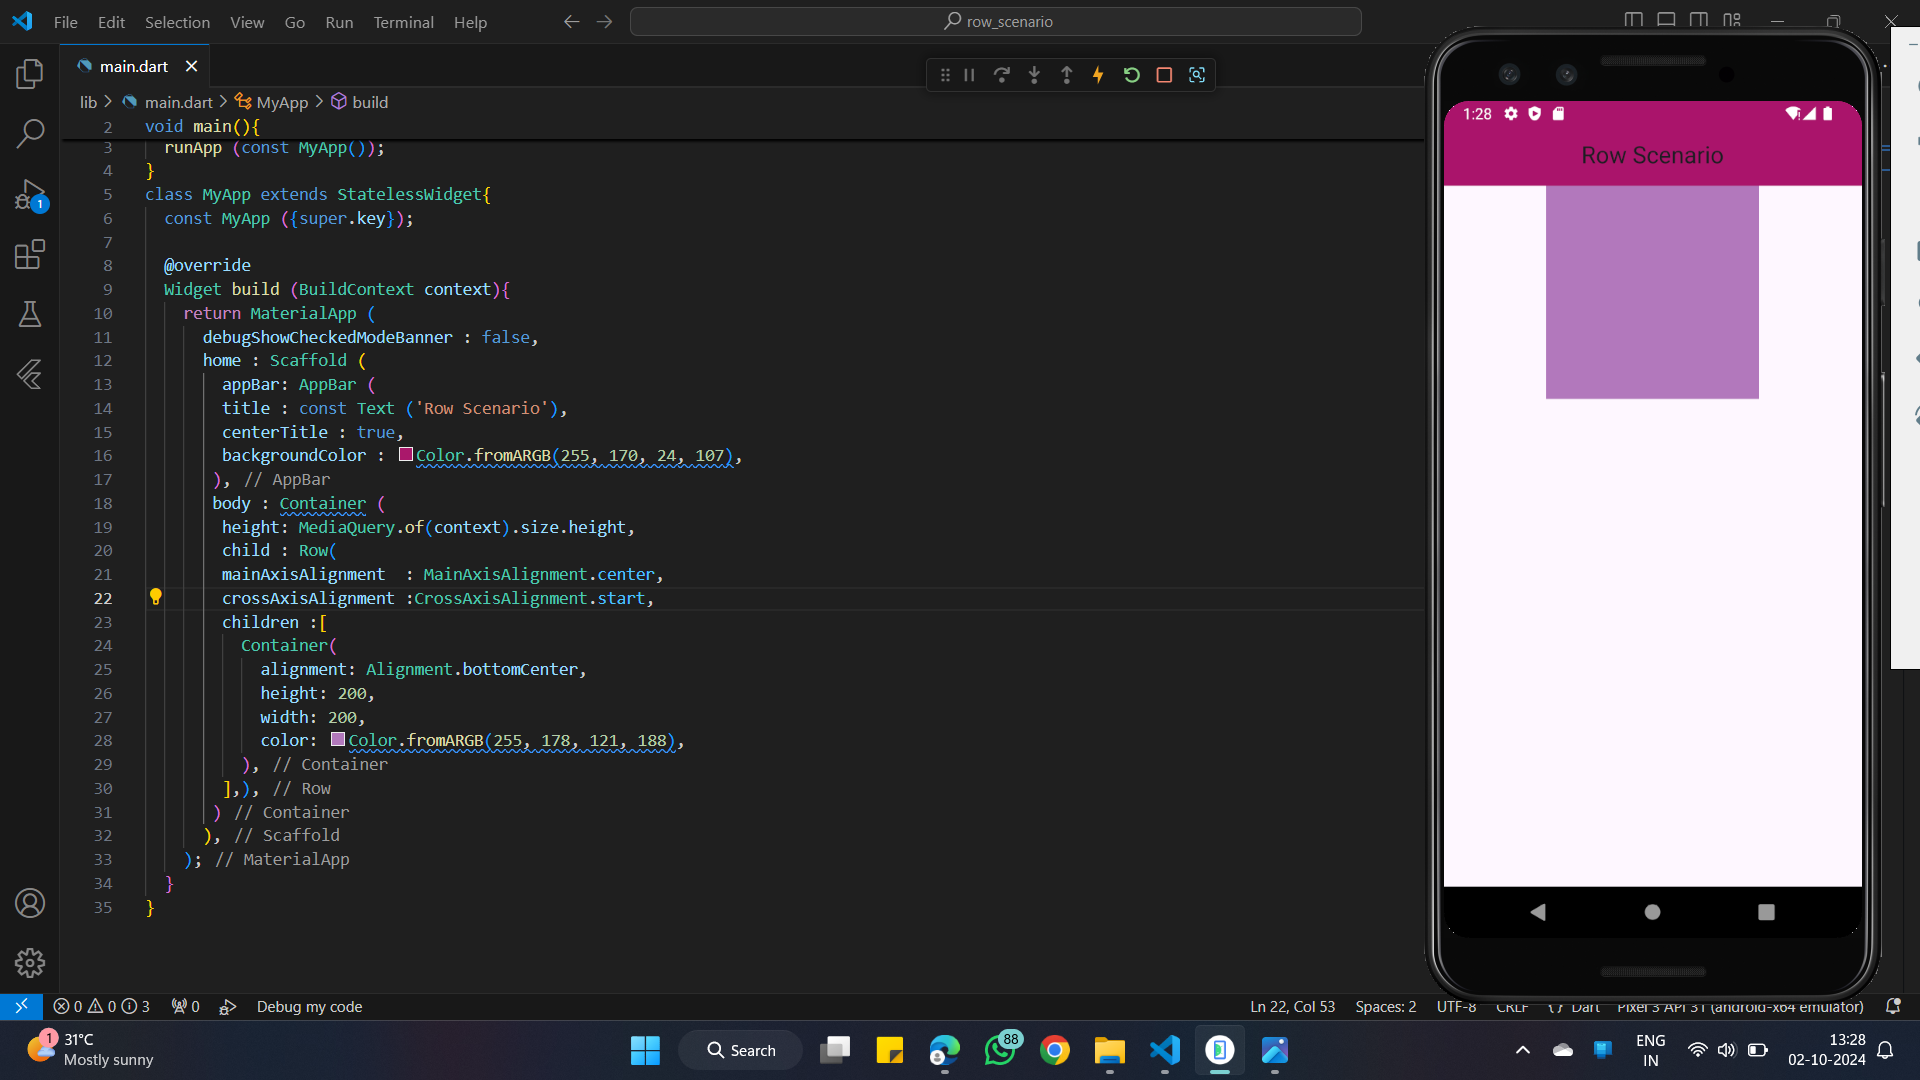 File Edit Selection View Go Run Terminal Help
row_scenario
main.dart
lib > main.dart > MyApp > build
2 void main(){
3 runApp (const MyApp());
4 }
5 class MyApp extends StatelessWidget{
6 const MyApp ({super.key});
7
8 @override
9 Widget build (BuildContext context){
10 return MaterialApp (
11 debugShowCheckedModeBanner : false,
12 home : Scaffold (
13 appBar: AppBar (
14 title : const Text ('Row Scenario'),
15 centerTitle : true,
16 backgroundColor : Color.fromARGB(255, 170, 24, 107),
17 ), // AppBar
18 body : Container (
19 height: MediaQuery.of(context).size.height,
20 child : Row(
21 mainAxisAlignment  : MainAxisAlignment.center,
22 crossAxisAlignment :CrossAxisAlignment.start,
23 children :[
24 Container(
25 alignment: Alignment.bottomCenter,
26 height: 200,
27 width: 200,
28 color: Color.fromARGB(255, 178, 121, 188),
29 ), // Container
30 ],), // Row
31 ) // Container
32 ), // Scaffold
33 ); // MaterialApp
34 }
35 }
1
1:28
Row Scenario
0 0 3 0 Debug my code
Ln 22, Col 53 Spaces: 2 UTF-8 CRLF {} Dart Pixel 3 API 31 (android-x64 emulator)
1
31°C
Mostly sunny
Search
88
ENG
IN
13:28
02-10-2024